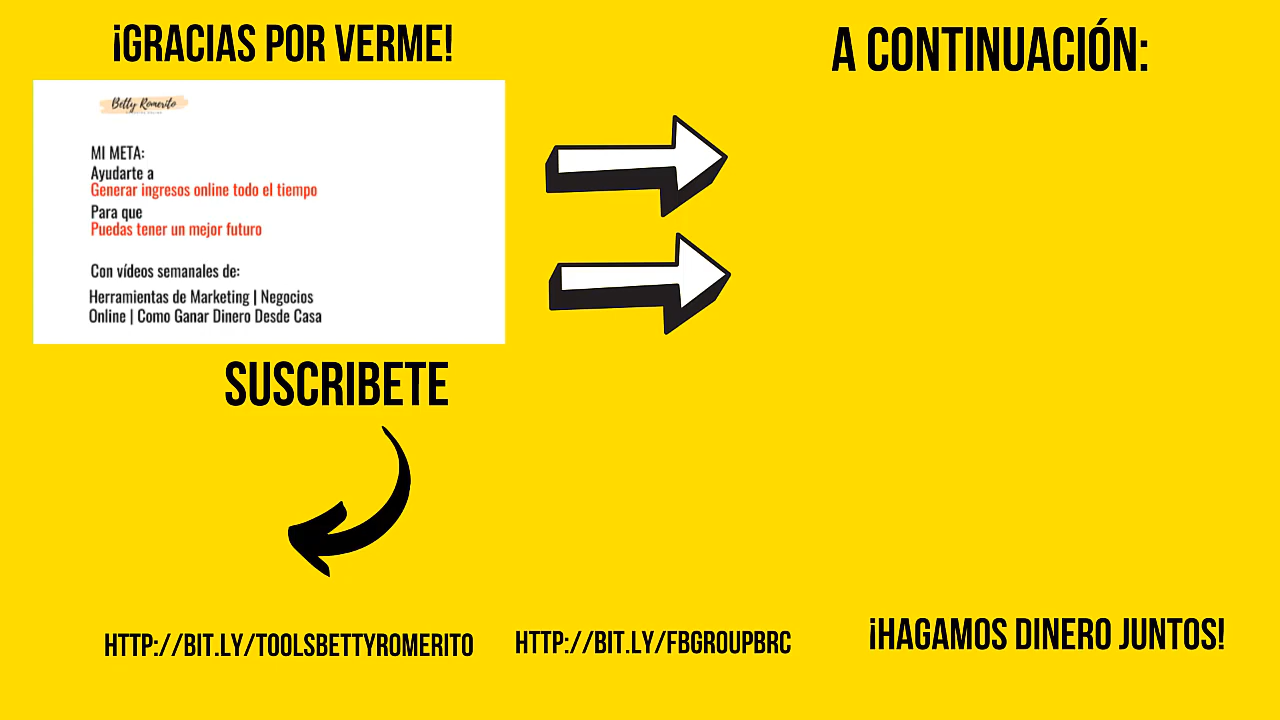 ¡GRACIAS POR VERME!
A CONTINUACIÓN:
Betty Romerito
MI META:
Ayudarte a
Generar ingresos online todo el tiempo
Para que
Puedas tener un mejor futuro
Con vídeos semanales de:
Herramientas de Marketing | Negocios
Online | Como Ganar Dinero Desde Casa
SUSCRIBETE
HTTP://BIT.LY/TOOLSBETTYROMERITO
HTTP://BIT.LY/FBGROUPBRC
¡HAGAMOS DINERO JUNTOS!